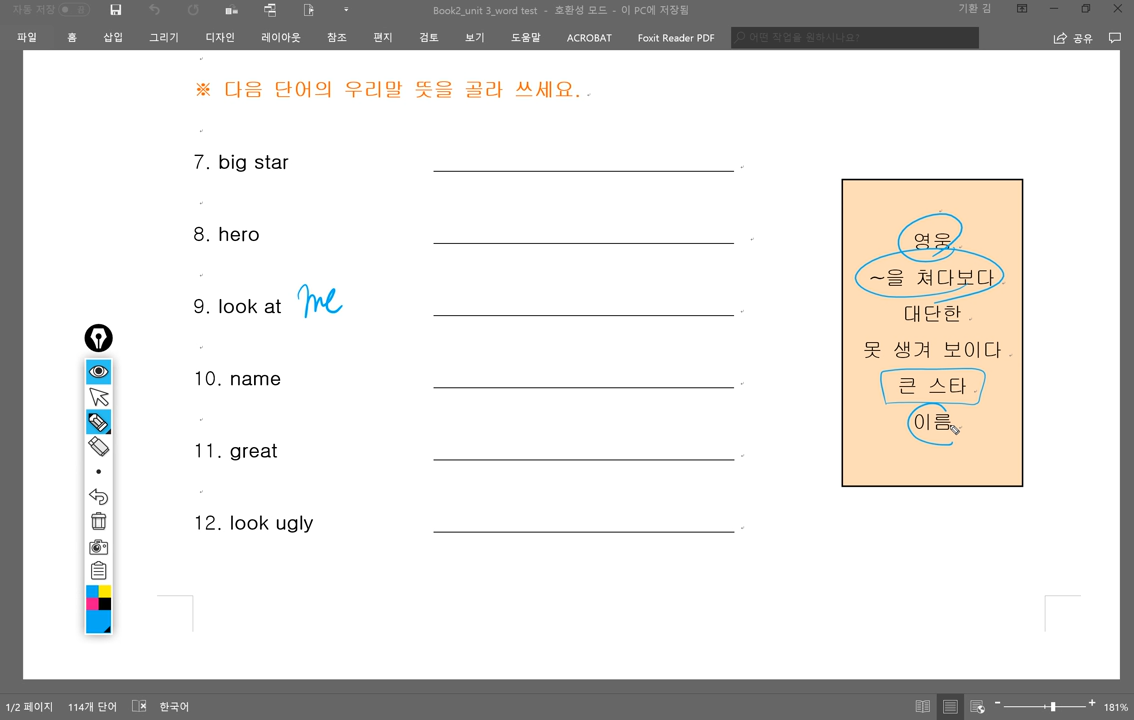 자동 저장
Book2_unit 3_word test - 호환성 모드 - 이 PC에 저장됨
기환 김
파일 홈 삽입 그리기 디자인 레이아웃 참조 편지 검토 보기 도움말 ACROBAT Foxit Reader PDF 어떤 작업을 원하시나요? 공유
※ 다음 단어의 우리말 뜻을 골라 쓰세요.
7. big star
8. hero
9. look at me
10. name
11. great
12. look ugly
영웅
~을 쳐다보다
대단한
못 생겨 보이다
큰 스타
이름
1/2 페이지 114개 단어 한국어 181%